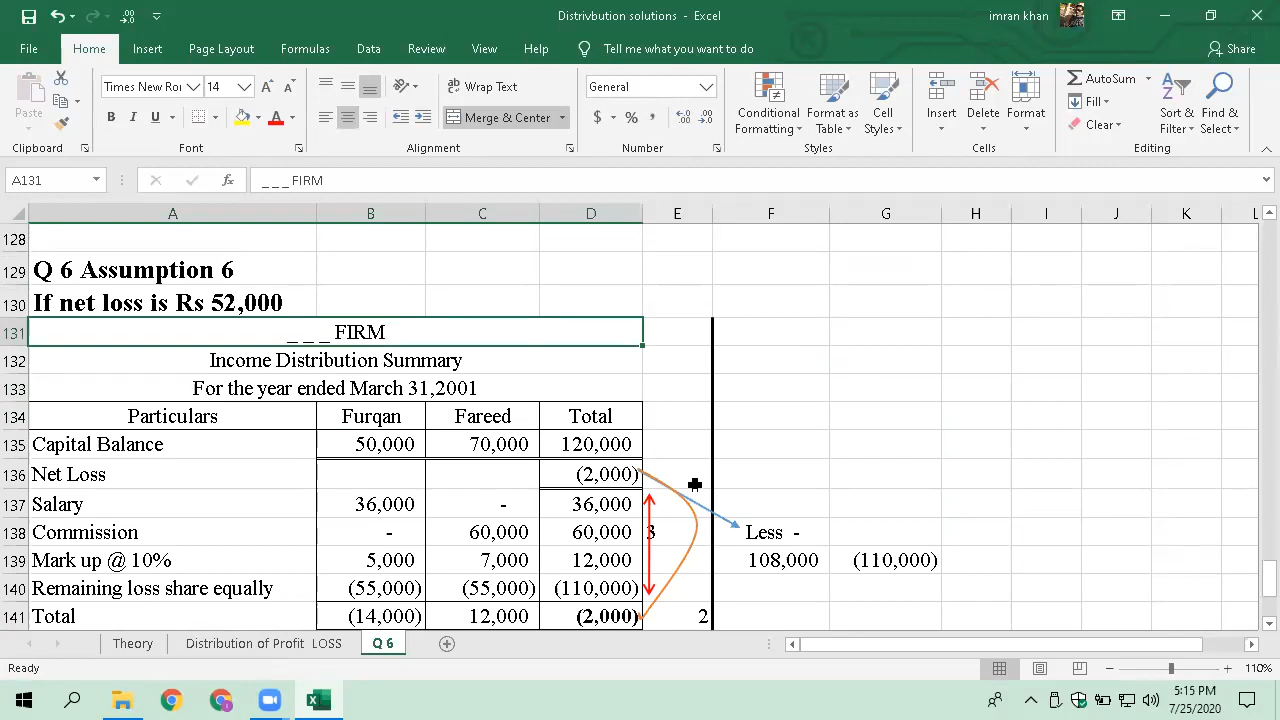 Distrivbution solutions - Excel
imran khan
File Home Insert Page Layout Formulas Data Review View Help Tell me what you want to do Share
Times New Roi 14
Wrap Text
General
AutoSum
Paste
B I U
Merge & Center
$ % ,
Conditional Formatting
Format as Table
Cell Styles
Insert Delete Format
Fill
Clear
Sort & Filter
Find & Select
Clipboard Font Alignment Number Styles Cells Editing
A131 fx _ _ _ FIRM
A B C D E F G H I J K L
128
129 Q 6 Assumption 6
130 If net loss is Rs 52,000
131 _ _ _ FIRM
132 Income Distribution Summary
133 For the year ended March 31,2001
134 Particulars Furqan Fareed Total
135 Capital Balance 50,000 70,000 120,000
136 Net Loss (2,000)
137 Salary 36,000 - 36,000
138 Commission - 60,000 60,000 3 Less -
139 Mark up @ 10% 5,000 7,000 12,000 108,000 (110,000)
140 Remaining loss share equally (55,000) (55,000) (110,000)
141 Total (14,000) 12,000 (2,000) 2
Theory Distribution of Profit LOSS Q 6
Ready 110%
5:15 PM
7/25/2020